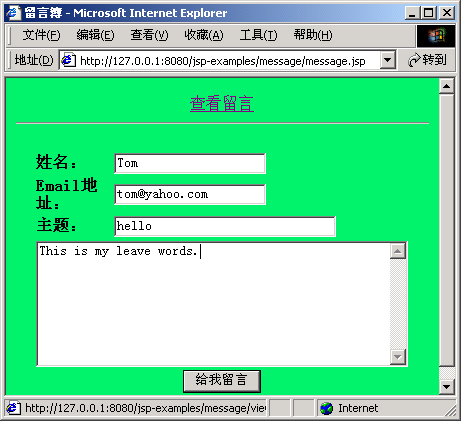 留言簿 - Microsoft Internet Explorer
文件(F) 编辑(E) 查看(V) 收藏(A) 工具(T) 帮助(H)
地址(D) http://127.0.0.1:8080/jsp-examples/message/message.jsp 转到
查看留言
姓名： Tom
Email地
址： tom@yahoo.com
主题： hello
This is my leave words.
给我留言
http://127.0.0.1:8080/jsp-examples/message/vie Internet